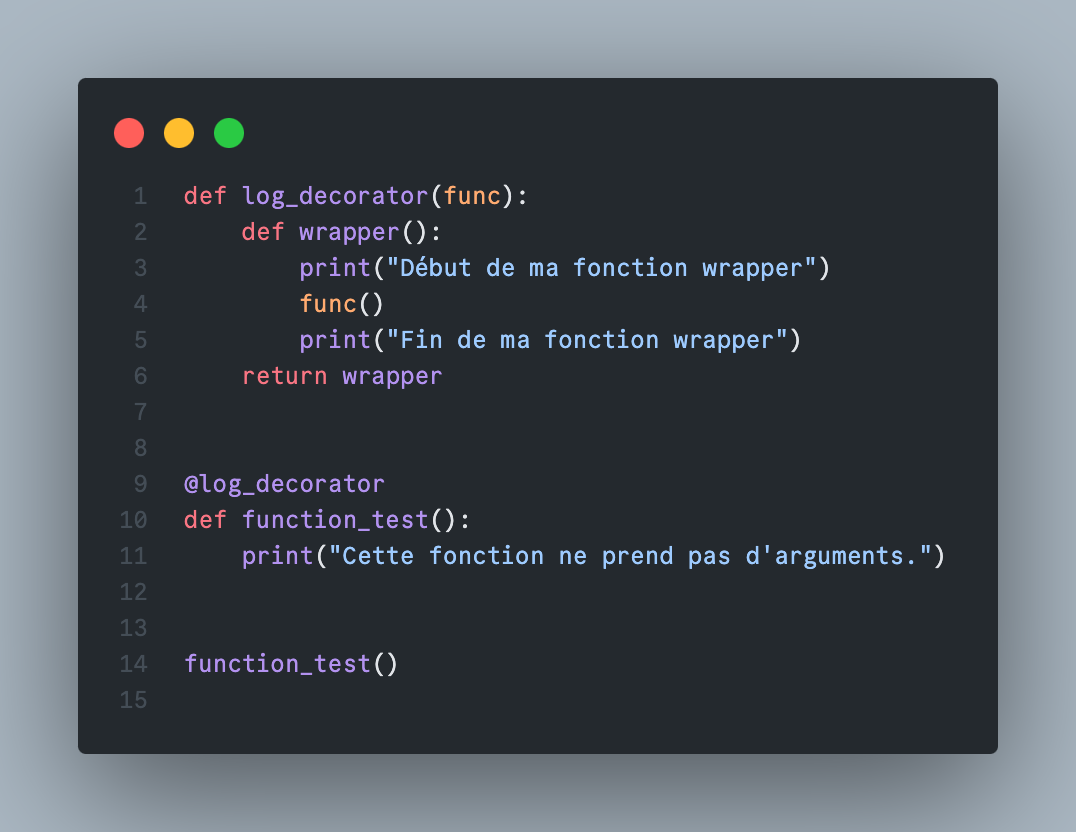 1 def log_decorator(func):
2     def wrapper():
3         print("Début de ma fonction wrapper")
4         func()
5         print("Fin de ma fonction wrapper")
6     return wrapper
7
8
9 @log_decorator
10 def function_test():
11     print("Cette fonction ne prend pas d'arguments.")
12
13
14 function_test()
15